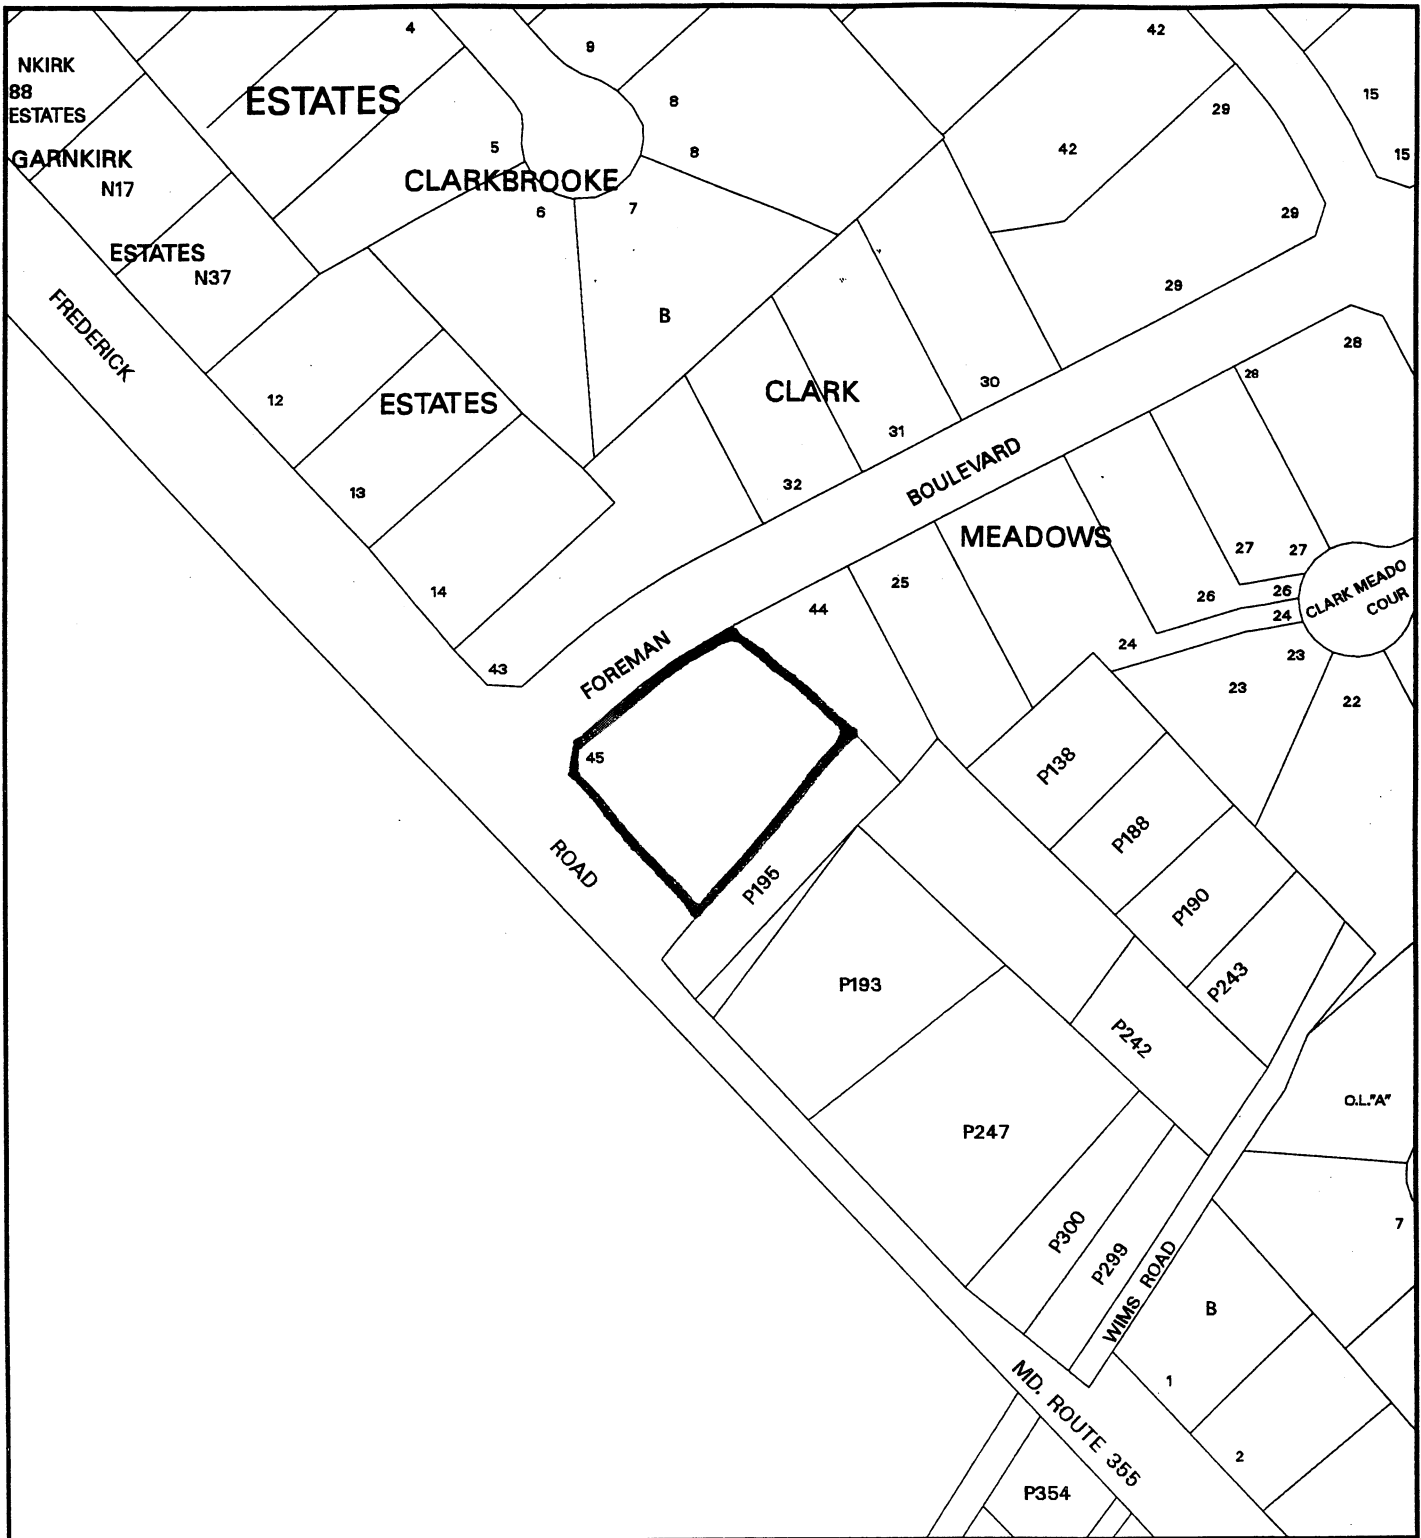 4
9
42
NKIRK
88
ESTATES
ESTATES
8
15
29
GARNKIRK
5
8
42
15
N17
CLARKBROOKE
6
7
29
ESTATES
N37
29
FREDERICK
B
28
28
12
ESTATES
CLARK
30
31
13
32
BOULEVARD
MEADOWS
27
27
14
25
26
26
CLARK MEADO
COUR
44
24
24
43
FOREMAN
23
23
22
45
P138
P188
ROAD
P195
P190
P193
P243
P242
O.L."A"
P247
7
P300
P299
WIMS ROAD
B
1
MD. ROUTE 355
2
P354